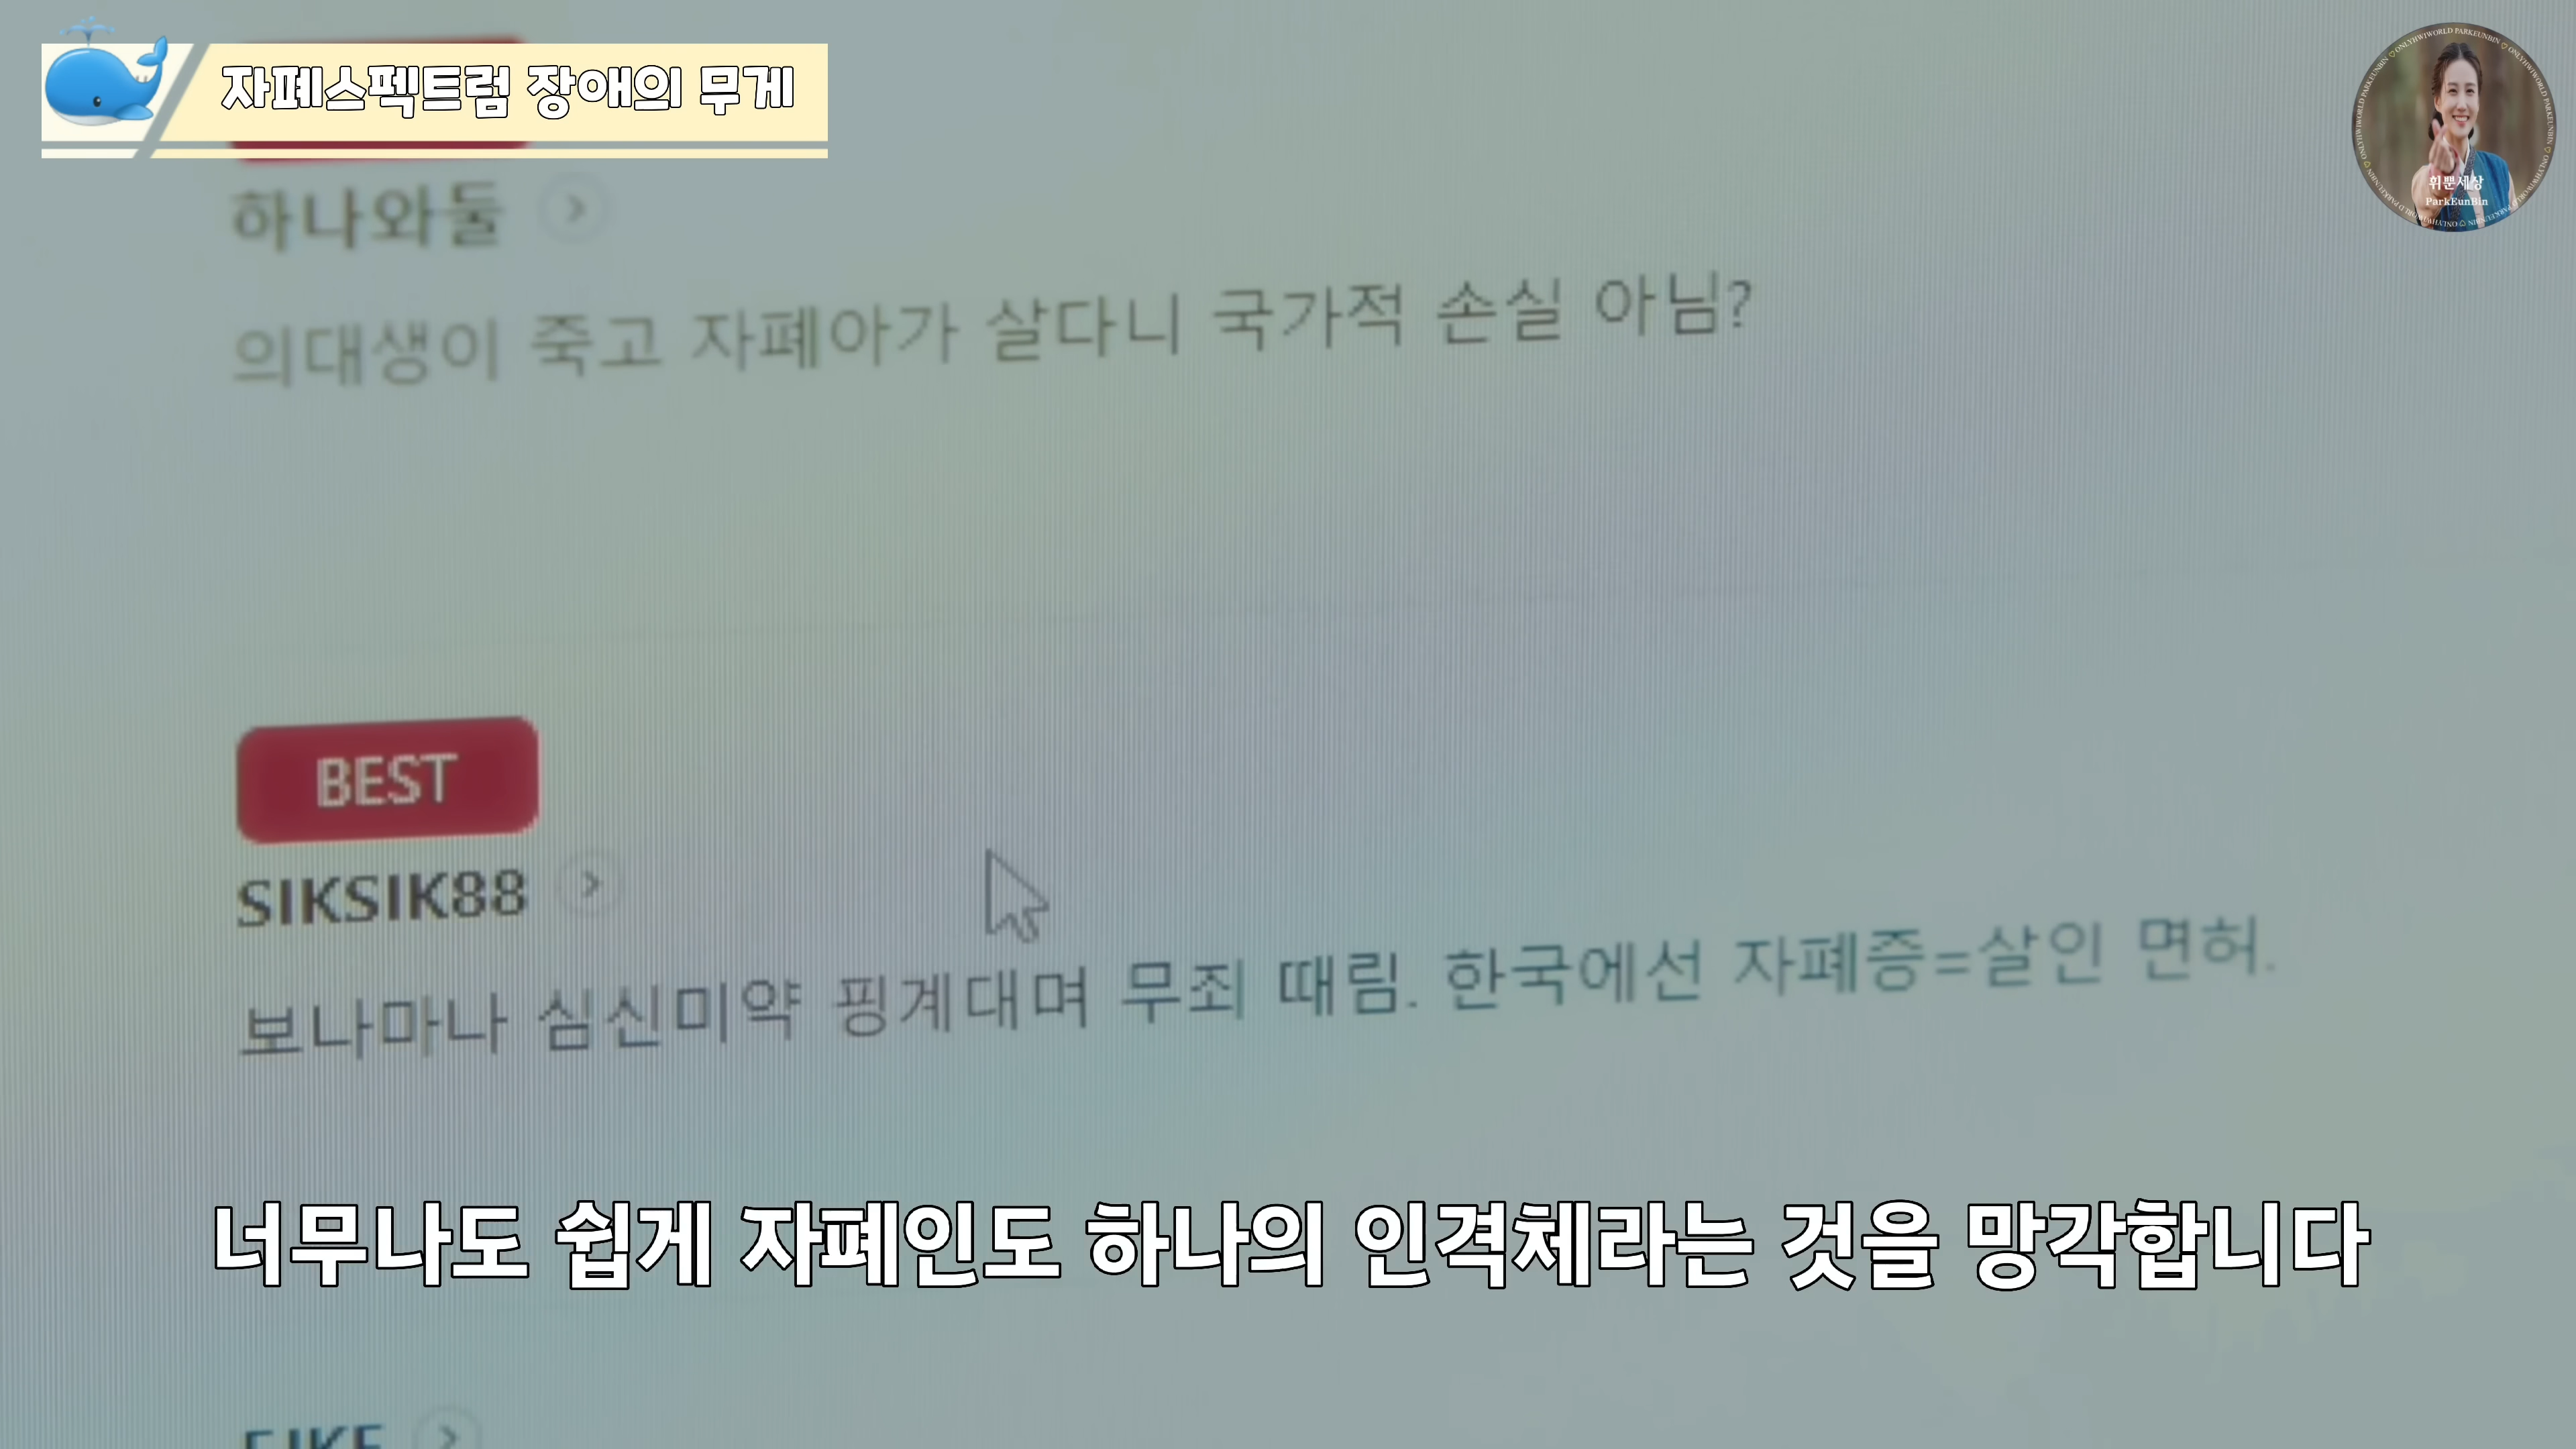 자폐스펙트럼 장애의 무게
휘뿐세상
ParkEunBin
하나와둘
의대생이 죽고 자폐아가 살다니 국가적 손실 아님?
BEST
SIKSIK88
보나마나 심신미약 핑계대며 무죄 때림. 한국에선 자폐증=살인 면허.
너무나도 쉽게 자폐인도 하나의 인격체라는 것을 망각합니다